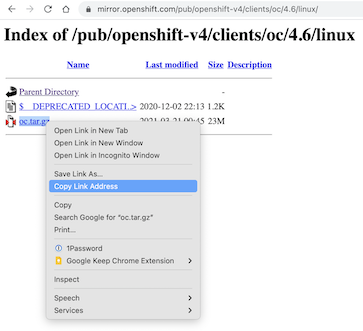 mirror.openshift.com/pub/openshift-v4/clients/oc/4.6/linux/
Index of /pub/openshift-v4/clients/oc/4.6/linux
Name Last modified Size Description
Parent Directory -
$__DEPRECATED_LOCATI..> 2020-12-02 22:13 1.2K
oc.tar.gz 2021-03-21 00:45 23M
Open Link in New Tab
Open Link in New Window
Open Link in Incognito Window
Save Link As...
Copy Link Address
Copy
Search Google for “oc.tar.gz”
Print...
1Password
Google Keep Chrome Extension
Inspect
Speech
Services